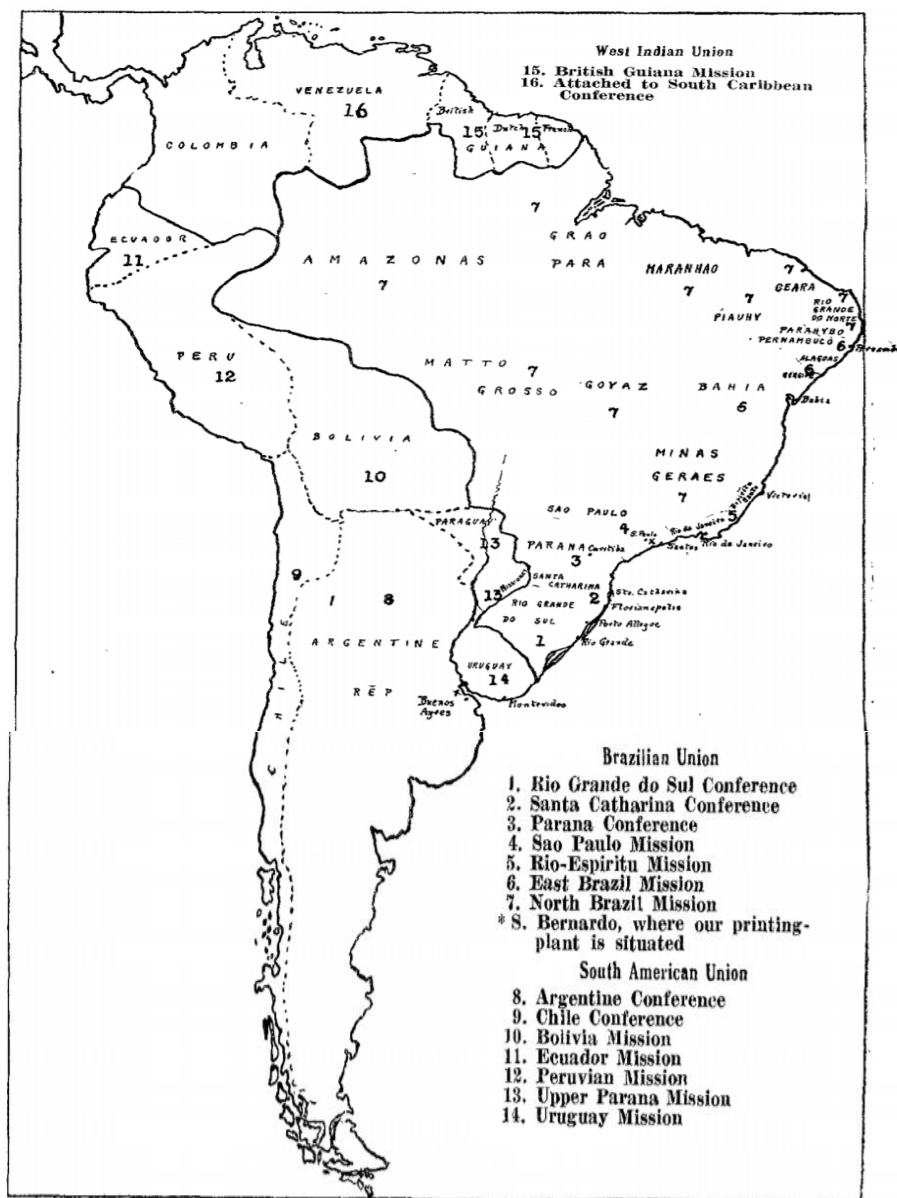 West Indian Union
15. British Guiana Mission
16. Attached to South Caribbean
Conference
VENEZUELA
16
British
15 Dutch 15 French
GUIANA
COLOMBIA
7
ECUADOR
11
GRAO
PARA
AMAZONAS
7
MARANHAO
7
7
PIAUHY
7
GEARA
7
RIO
GRANDE
DO NORTE
7
PARAHYBO
PERNAMBUCO
6
ALAGOAS
6
PERU
12
MATTO
7
GROSSO
GOYAZ
7
BAHIA
6
Bahia
BOLIVIA
10
MINAS
GERAES
7
Victoria
5
SAO PAULO
4
S. Paulo
Rio de Janeiro
Santos
Rio de Janeiro
PARAGUAY
13
PARANA Curitiba
3
9
8
13 Missiones
SANTA
CATHARINA
2
Sta. Catharina
Florianopolis
RIO GRANDE
DO SUL
1
Porto Allegre
Rio Grande
CHILE
ARGENTINE
REP
URUGUAY
14
Buenos
Ayres
Montevideo
Brazilian Union
1. Rio Grande do Sul Conference
2. Santa Catharina Conference
3. Parana Conference
4. Sao Paulo Mission
5. Rio-Espiritu Mission
6. East Brazil Mission
7. North Brazil Mission
* S. Bernardo, where our printing-
plant is situated
South American Union
8. Argentine Conference
9. Chile Conference
10. Bolivia Mission
11. Ecuador Mission
12. Peruvian Mission
13. Upper Parana Mission
14. Uruguay Mission